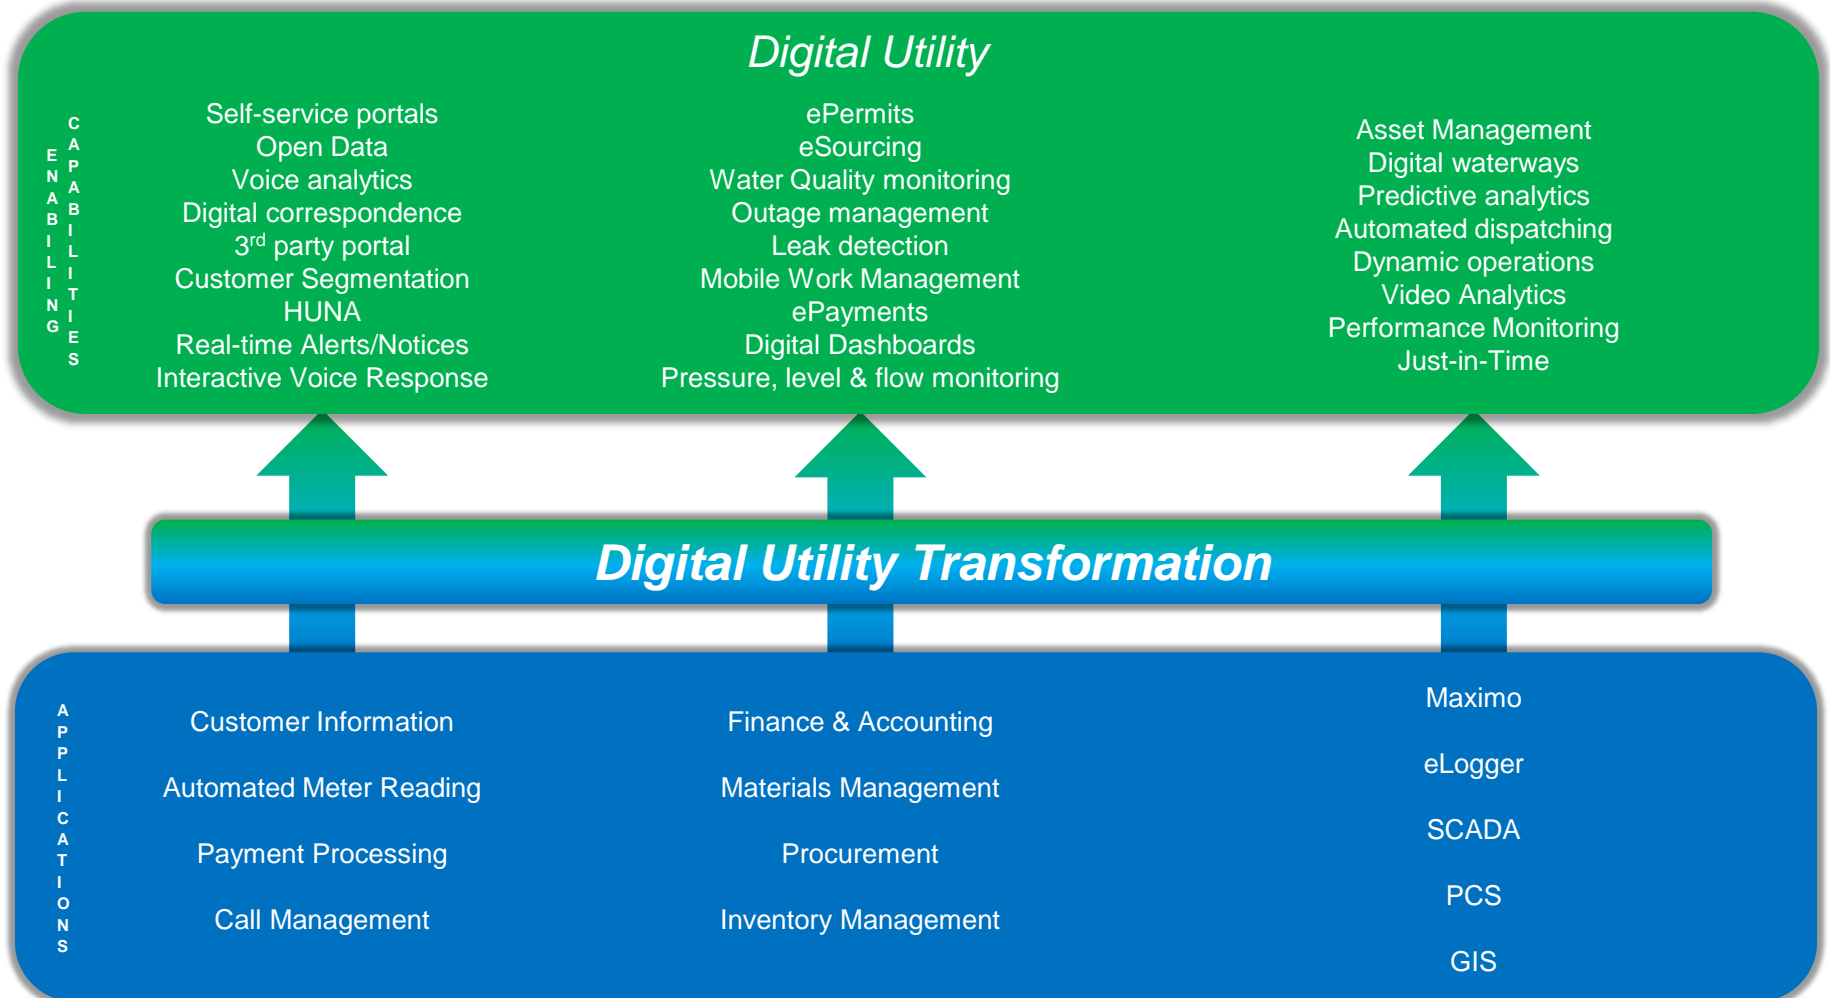 Digital Utility
ENABILING
CAPABILITIES
Self-service portals
Open Data
Voice analytics
Digital correspondence
3rd party portal
Customer Segmentation
HUNA
Real-time Alerts/Notices
Interactive Voice Response
ePermits
eSourcing
Water Quality monitoring
Outage management
Leak detection
Mobile Work Management
ePayments
Digital Dashboards
Pressure, level & flow monitoring
Asset Management
Digital waterways
Predictive analytics
Automated dispatching
Dynamic operations
Video Analytics
Performance Monitoring
Just-in-Time
Digital Utility Transformation
APPLICATIONS
Customer Information
Automated Meter Reading
Payment Processing
Call Management
Finance & Accounting
Materials Management
Procurement
Inventory Management
Maximo
eLogger
SCADA
PCS
GIS